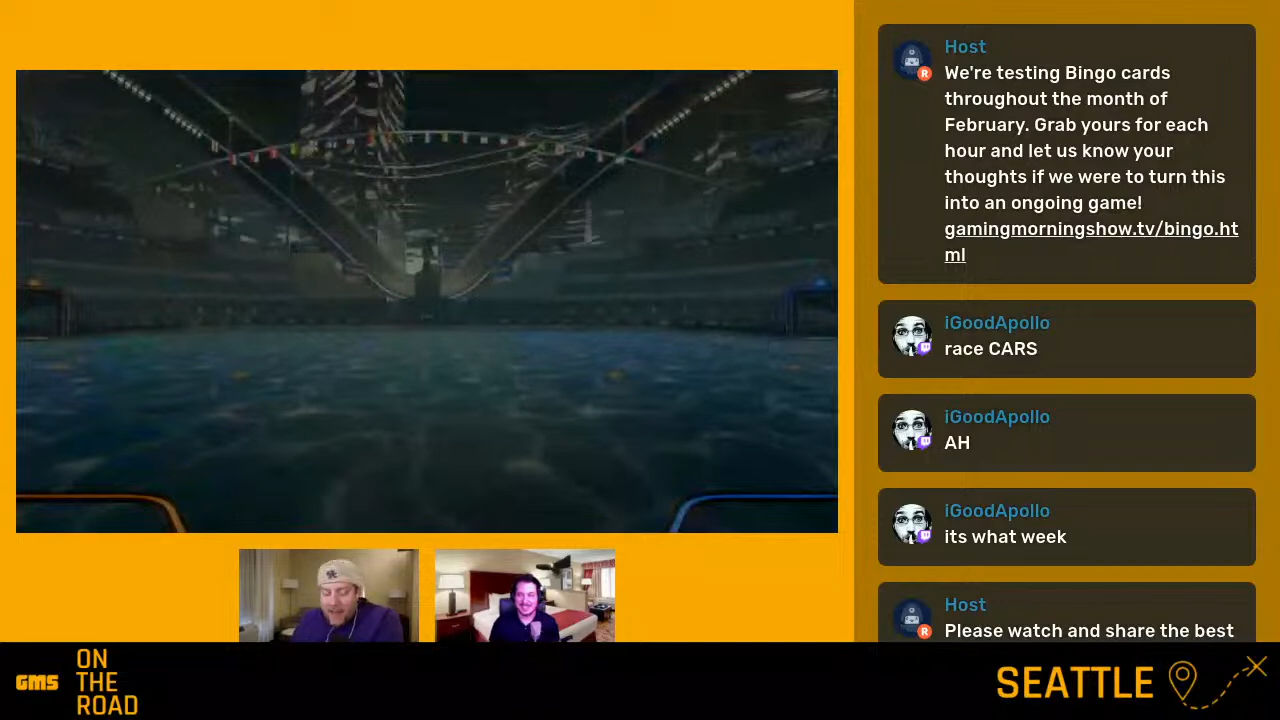 Host
We're testing Bingo cards
throughout the month of
February. Grab yours for each
hour and let us know your
thoughts if we were to turn this
into an ongoing game!
gamingmorningshow.tv/bingo.ht
ml
iGoodApollo
race CARS
iGoodApollo
AH
iGoodApollo
its what week
Host
Please watch and share the best
GMS
ON
THE
ROAD
SEATTLE